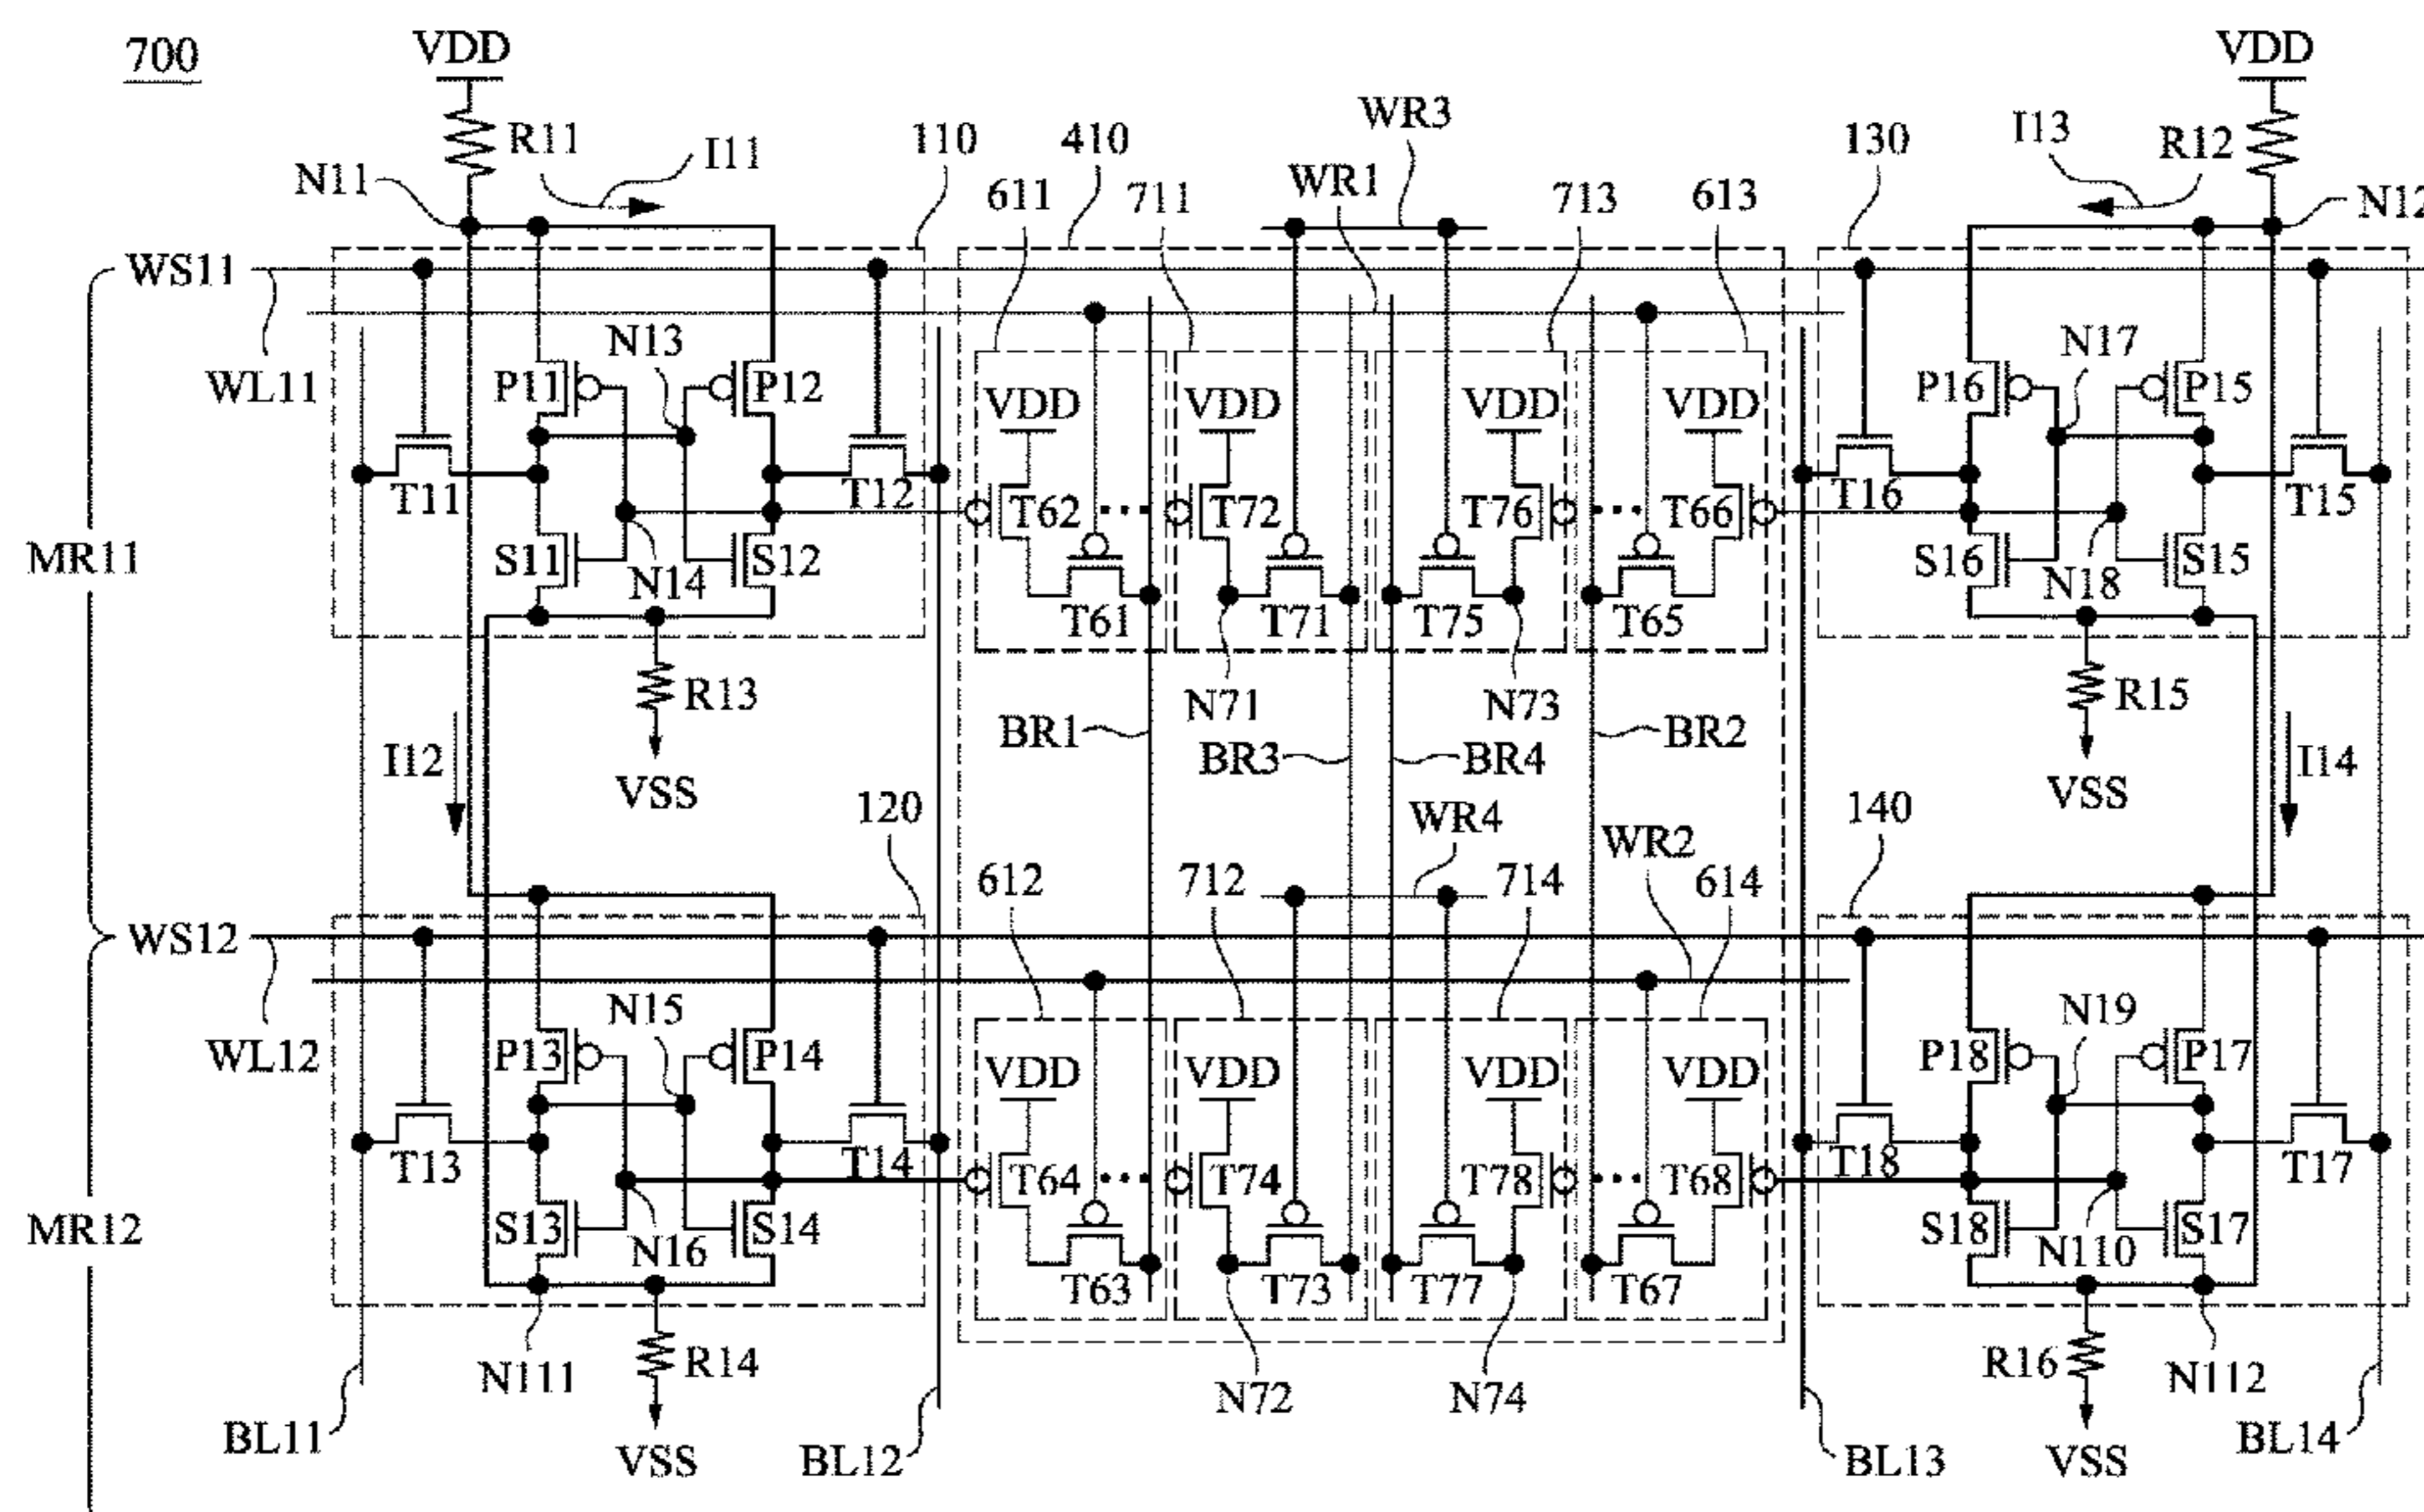 700
VDD
VDD
R11
I11
110
410
WR3
130
I13
R12
N11
611
711
WR1
713
613
N12
WS11
WL11
N13
N17
P11
P12
VDD
VDD
VDD
VDD
P16
P15
T11
T12
T62
T72
T76
T66
T16
T15
MR11
S11
N14
S12
T61
T71
T75
T65
S16
N18
S15
R13
N71
N73
R15
BR1
BR3
BR4
BR2
I12
VSS
VSS
I14
120
WR4
WR2
140
612
712
714
614
WS12
WL12
N15
N19
P13
P14
VDD
VDD
VDD
VDD
P18
P17
T13
T14
T64
T74
T78
T68
T18
T17
MR12
S13
N16
S14
T63
T73
T77
T67
S18
N110
S17
N111
R14
N72
N74
R16
N112
BL11
VSS
BL12
BL13
VSS
BL14